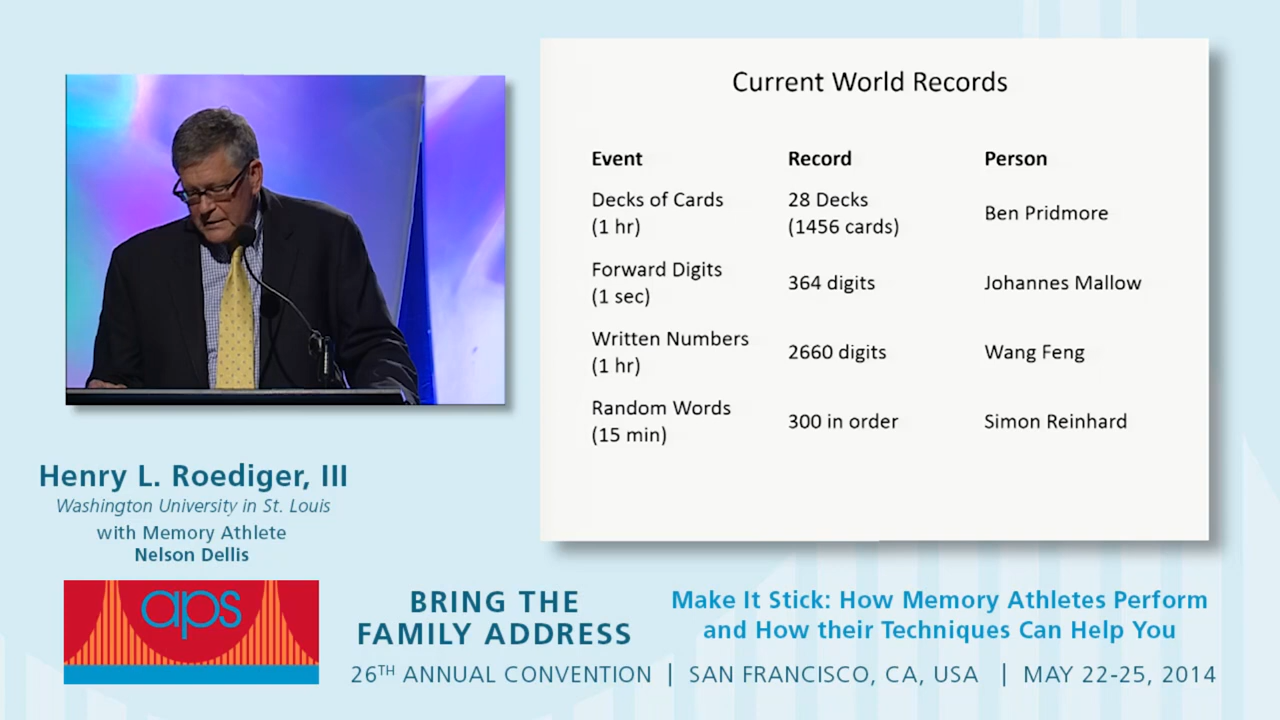 Current World Records
Event Record Person
Decks of Cards 28 Decks Ben Pridmore
(1 hr) (1456 cards)
Forward Digits 364 digits Johannes Mallow
(1 sec)
Written Numbers 2660 digits Wang Feng
(1 hr)
Random Words 300 in order Simon Reinhard
(15 min)
Henry L. Roediger, III
Washington University in St. Louis
with Memory Athlete
Nelson Dellis
aps
BRING THE
FAMILY ADDRESS
Make It Stick: How Memory Athletes Perform
and How their Techniques Can Help You
26TH ANNUAL CONVENTION | SAN FRANCISCO, CA, USA | MAY 22-25, 2014